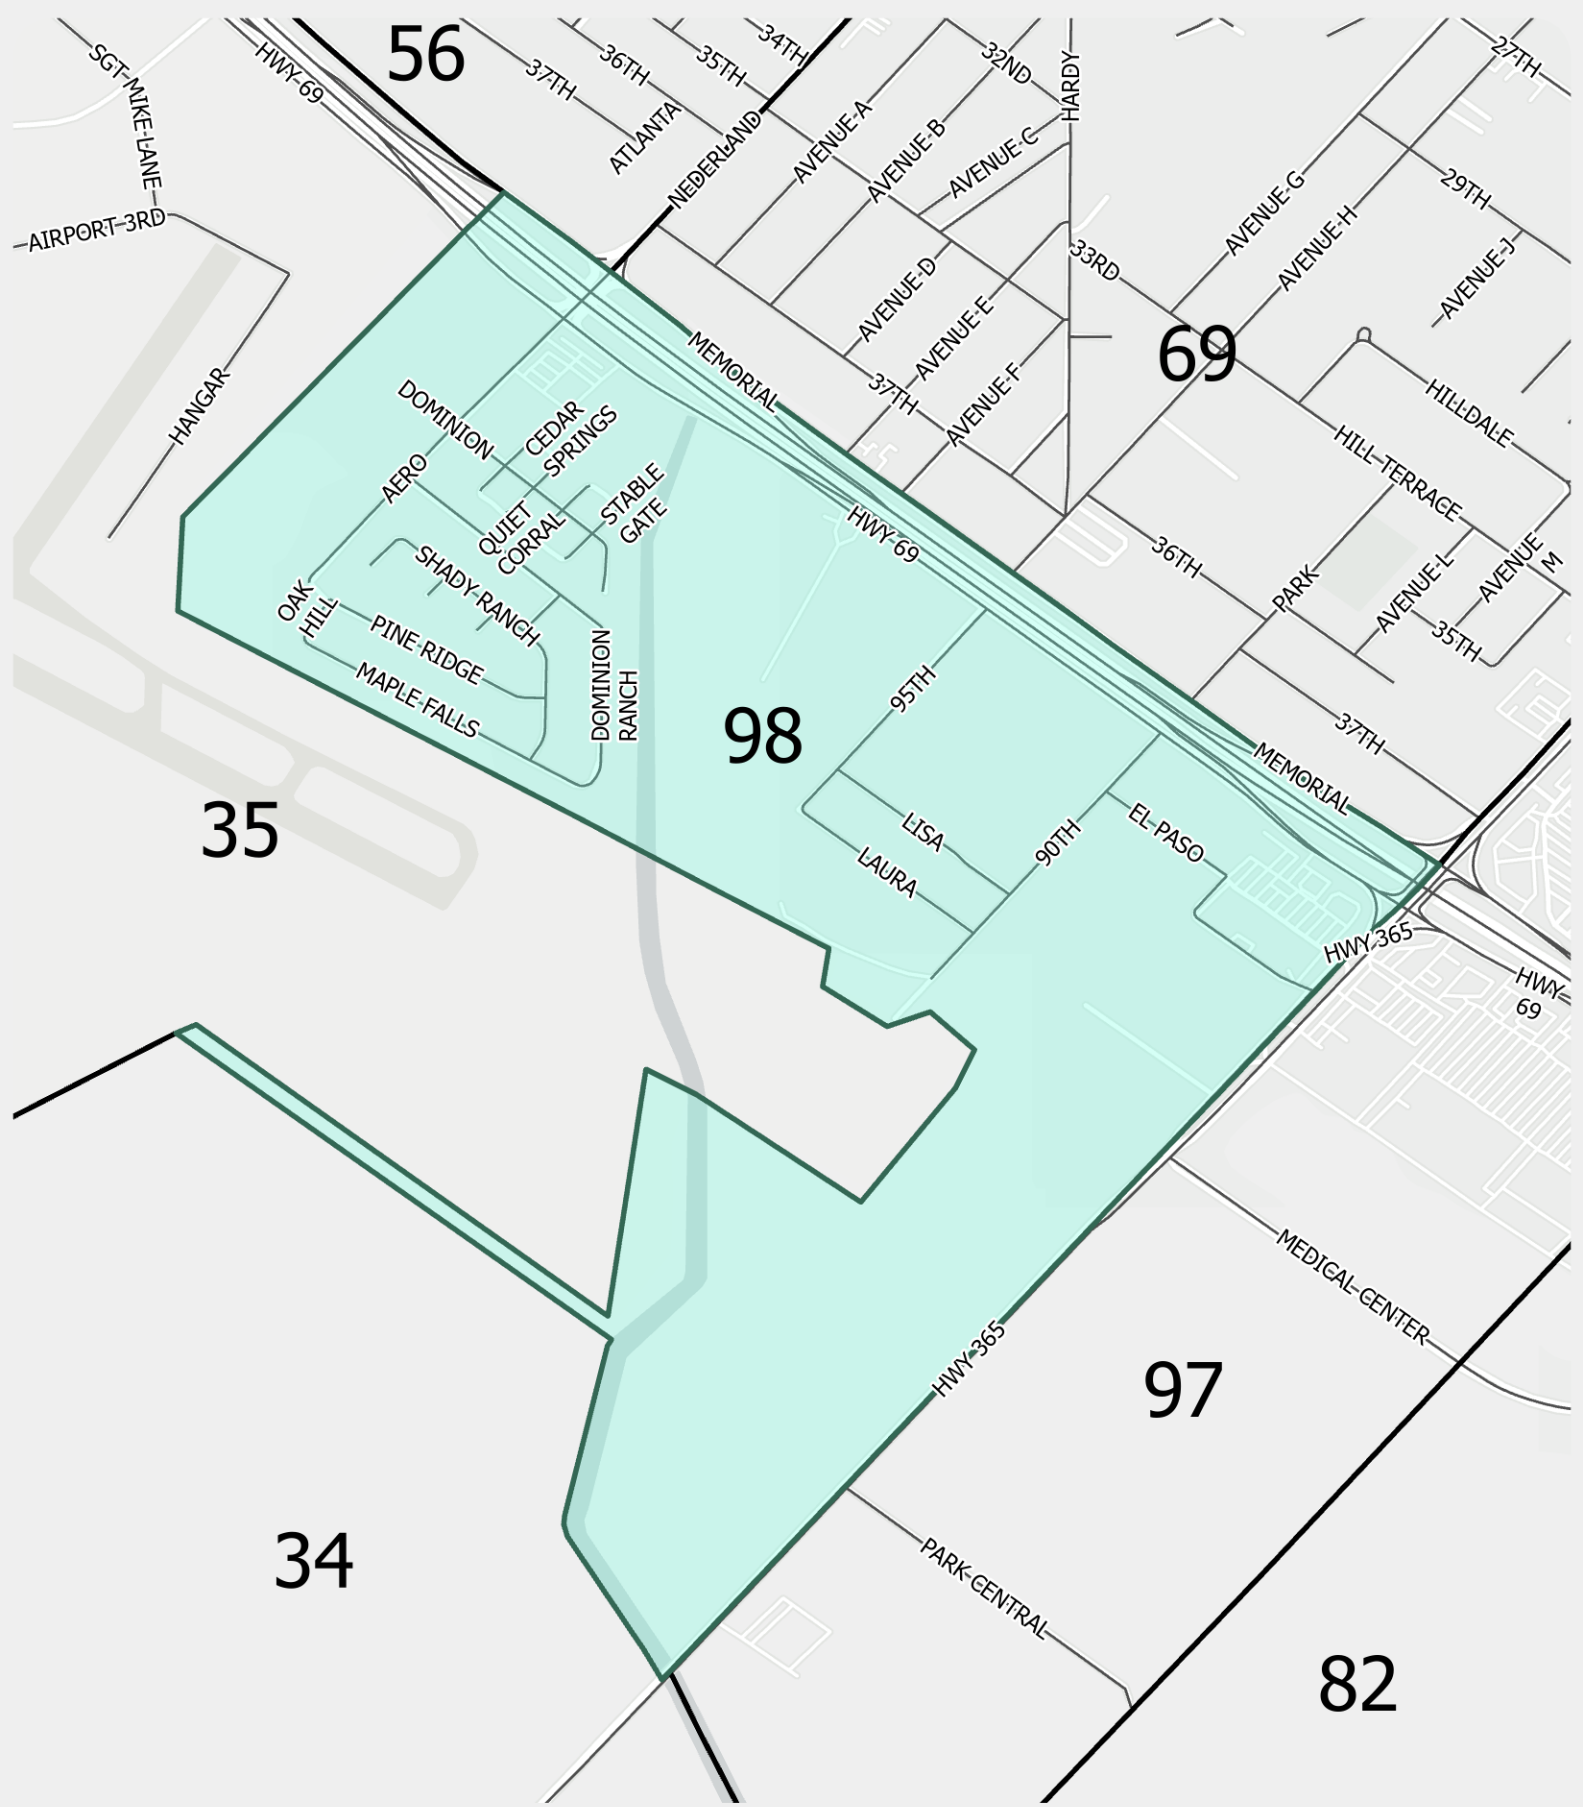 56
SGT MIKE LANE
HWY 69
37TH
36TH
35TH
34TH
ATLANTA
NEDERLAND
AVENUE A
AVENUE B
AVENUE C
32ND
HARDY
27TH
29TH
AVENUE G
AVENUE H
AVENUE J
33RD
AIRPORT 3RD
AVENUE D
AVENUE E
AVENUE F
37TH
69
MEMORIAL
HANGAR
DOMINION
CEDAR
SPRINGS
AERO
QUIET
CORRAL
STABLE
GATE
HILLDALE
HILL TERRACE
HWY 69
36TH
PARK
AVENUE L
AVENUE
M
35TH
SHADY RANCH
OAK
HILL
PINE RIDGE
MAPLE FALLS
DOMINION
RANCH
95TH
98
37TH
MEMORIAL
35
LISA
LAURA
90TH
EL PASO
HWY 365
HWY
69
MEDICAL CENTER
HWY 365
97
34
PARK CENTRAL
82